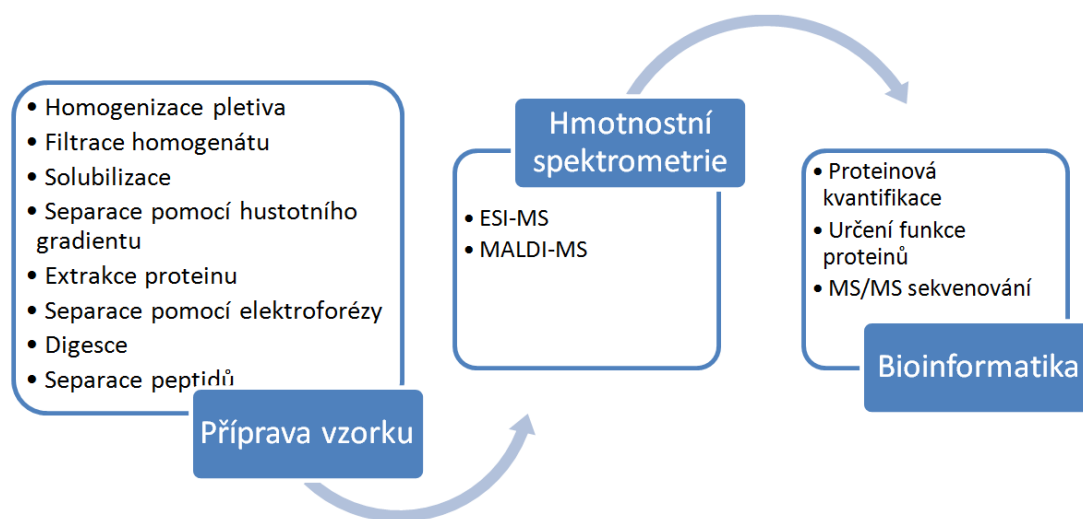 • Homogenizace pletiva
• Filtrace homogenátu
• Solubilizace
• Separace pomocí hustotního
gradientu
• Extrakce proteinu
• Separace pomocí elektroforézy
• Digesce
• Separace peptidů
Příprava vzorku
Hmotnostní
spektrometrie
• ESI-MS
• MALDI-MS
• Proteinová
kvantifikace
• Určení funkce
proteinů
• MS/MS sekvenování
Bioinformatika